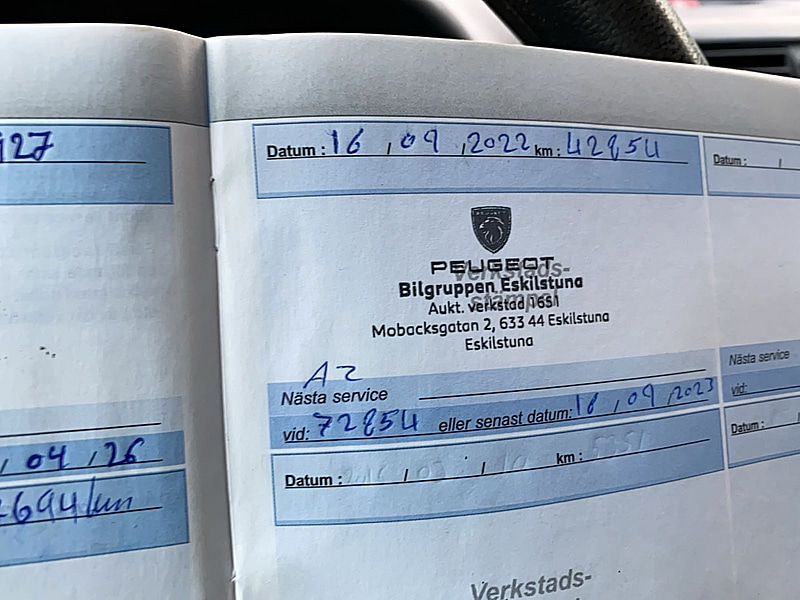 127
, 04 , 26
694 km
Datum : 16 , 09 , 2022 km : 42854
PEUGEOT
Verkstads-
stämpel
Bilgruppen Eskilstuna
Aukt. verkstad 1651
Mobacksgatan 2, 633 44 Eskilstuna
Eskilstuna
A2
Nästa service
vid: 72854 eller senast datum: 16 , 09 , 2023
Datum : / / km :
Verkstads-
Datum : /
Nästa service
vid:
Datum :